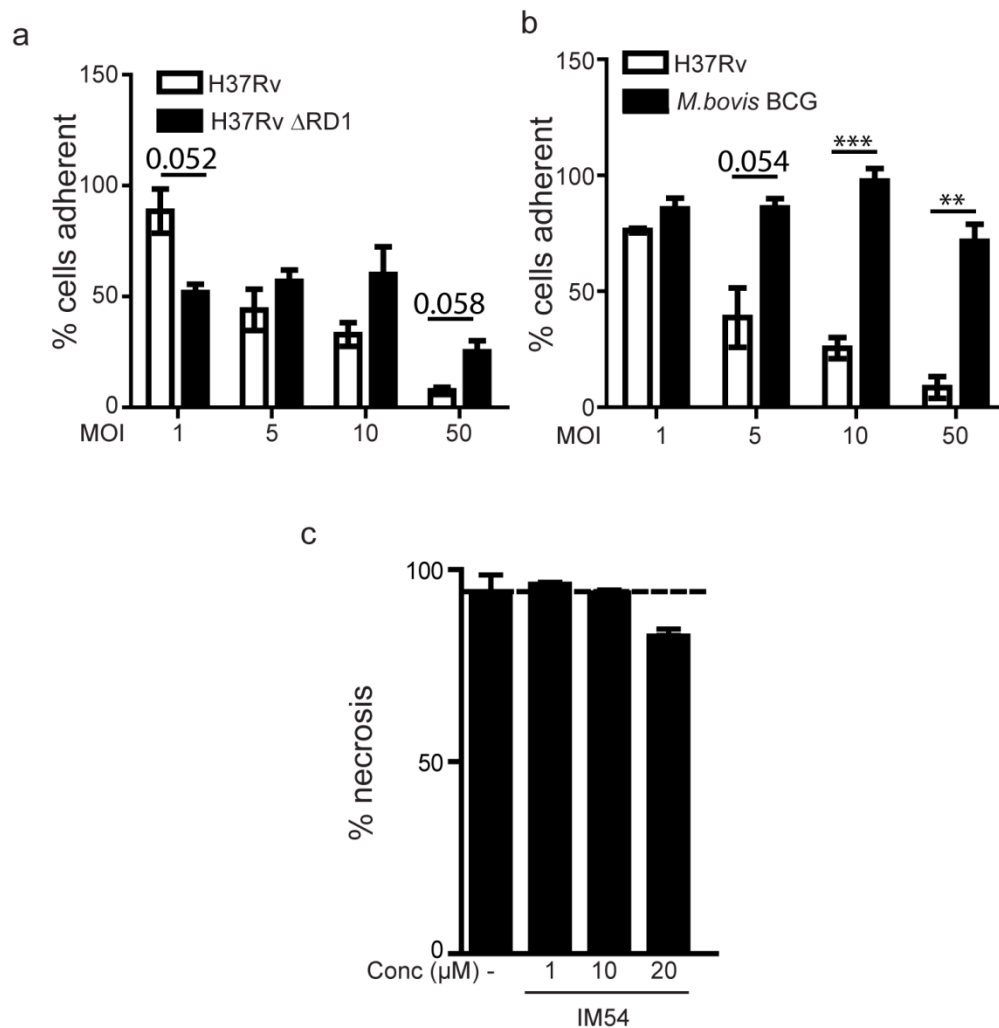 a
150
H37Rv
H37Rv ΔRD1
0.052
100
50
0.058
0
% cells adherent
MOI 1 5 10 50
b
150
H37Rv
M.bovis BCG
***
0.054
**
100
50
0
% cells adherent
MOI 1 5 10 50
c
100
50
0
% necrosis
Conc (µM) - 1 10 20
IM54